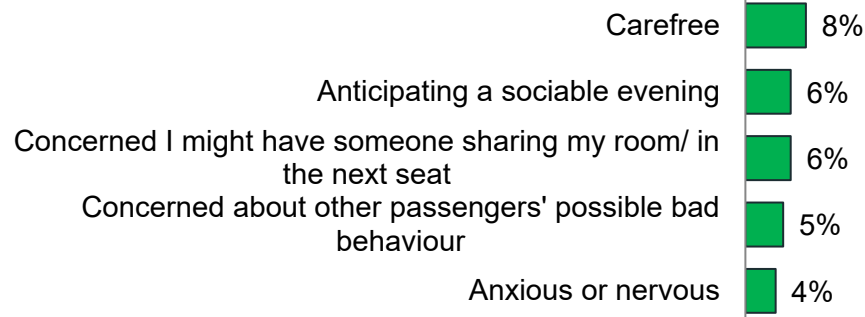 Carefree 8%
Anticipating a sociable evening 6%
Concerned I might have someone sharing my room/ in
the next seat 6%
Concerned about other passengers' possible bad
behaviour 5%
Anxious or nervous 4%